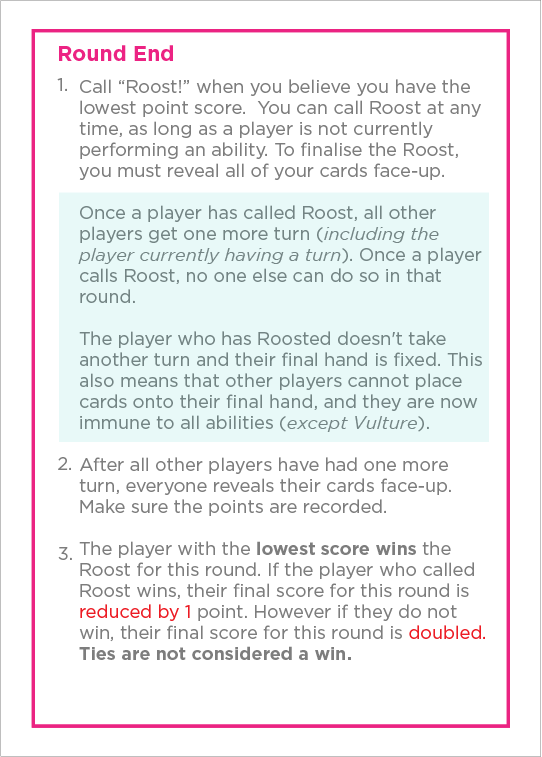 Round End
1. Call “Roost!” when you believe you have the
lowest point score.  You can call Roost at any
time, as long as a player is not currently
performing an ability. To finalise the Roost,
you must reveal all of your cards face-up.
Once a player has called Roost, all other
players get one more turn (including the
player currently having a turn). Once a player
calls Roost, no one else can do so in that
round.
The player who has Roosted doesn't take
another turn and their final hand is fixed. This
also means that other players cannot place
cards onto their final hand, and they are now
immune to all abilities (except Vulture).
2. After all other players have had one more
turn, everyone reveals their cards face-up.
Make sure the points are recorded.
3. The player with the lowest score wins the
Roost for this round. If the player who called
Roost wins, their final score for this round is
reduced by 1 point. However if they do not
win, their final score for this round is doubled.
Ties are not considered a win.